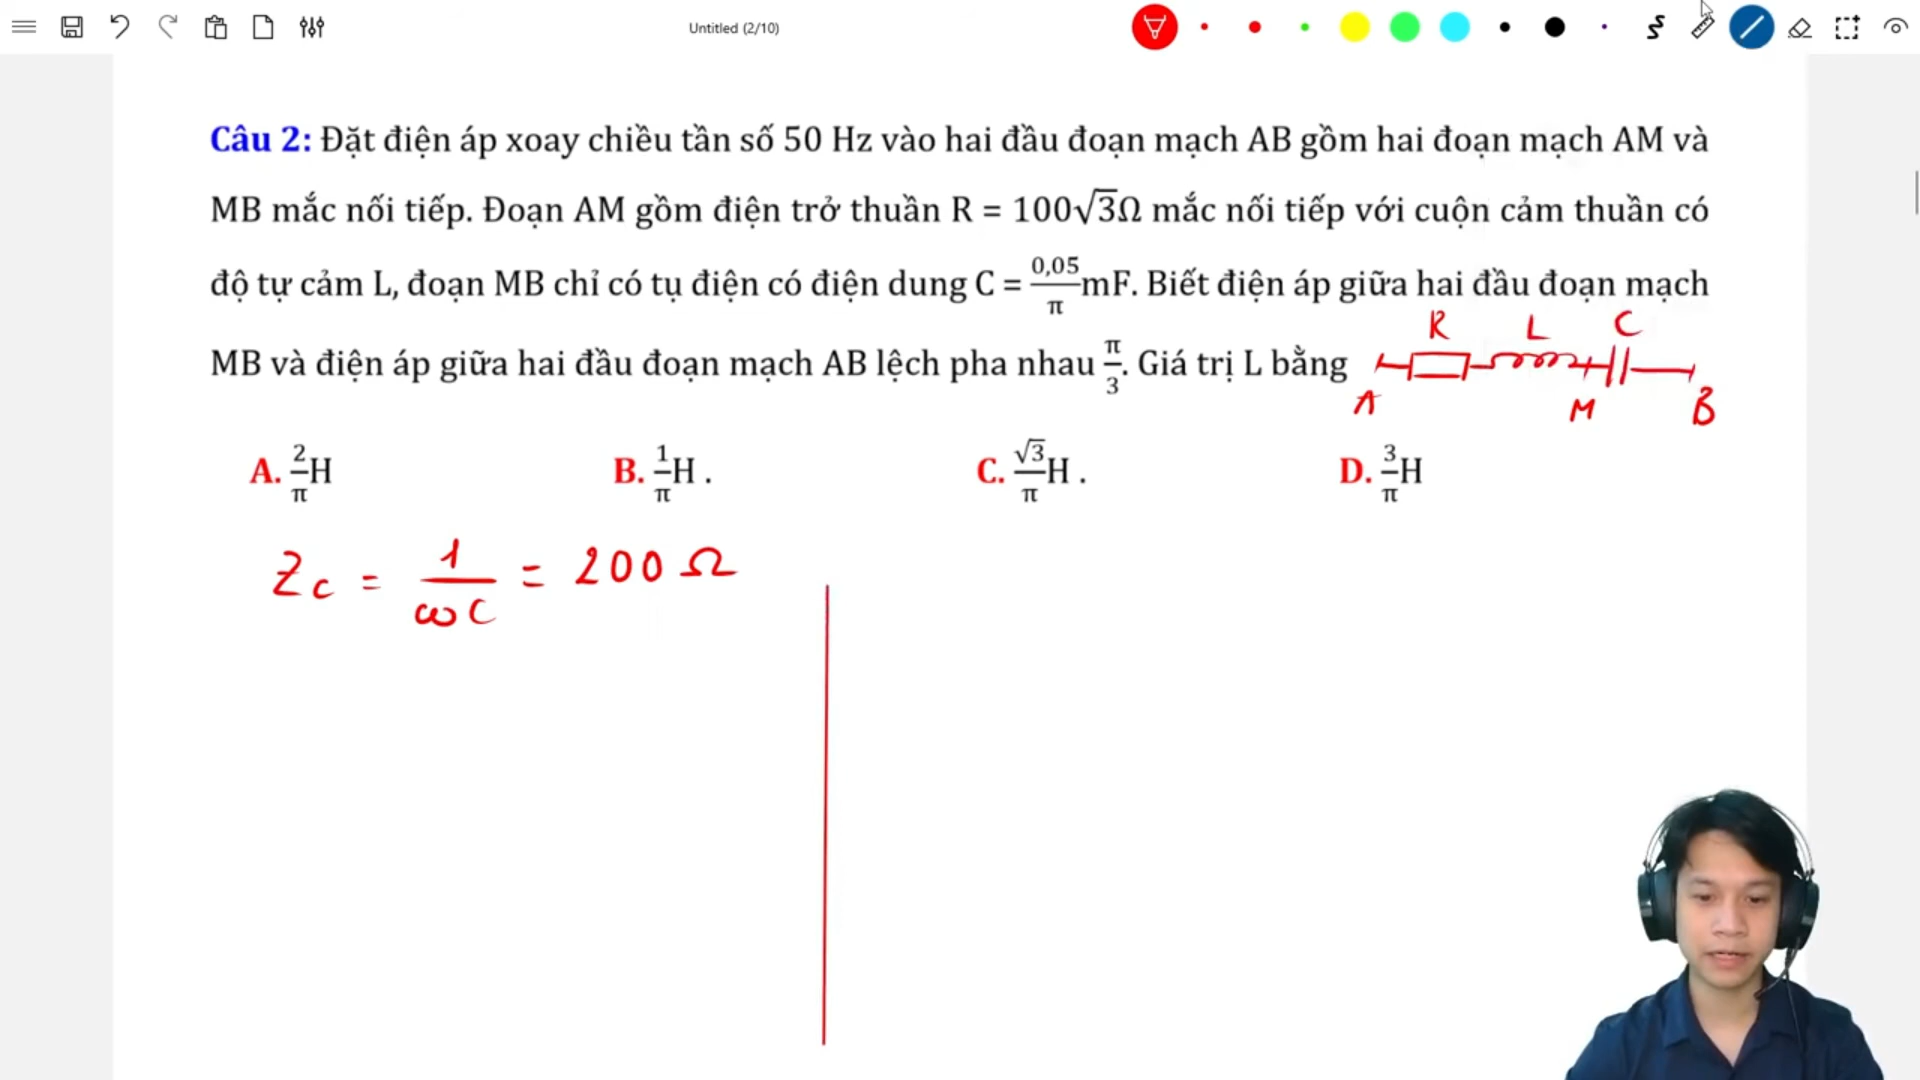 Untitled (2/10)
Câu 2: Đặt điện áp xoay chiều tần số 50 Hz vào hai đầu đoạn mạch AB gồm hai đoạn mạch AM và
MB mắc nối tiếp. Đoạn AM gồm điện trở thuần R = 100√3Ω mắc nối tiếp với cuộn cảm thuần có
độ tự cảm L, đoạn MB chỉ có tụ điện có điện dung C = 0,05/π mF. Biết điện áp giữa hai đầu đoạn mạch
MB và điện áp giữa hai đầu đoạn mạch AB lệch pha nhau π/3. Giá trị L bằng
R L C
A M B
A. 2/π H B. 1/π H . C. √3/π H . D. 3/π H
Zc = 1/ωC = 200 Ω